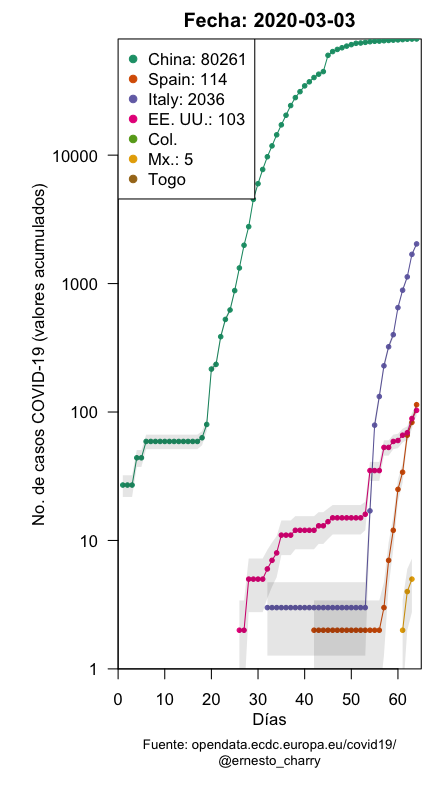 Fecha: 2020-03-03
China: 80261
Spain: 114
Italy: 2036
EE. UU.: 103
Col.
Mx.: 5
Togo
No. de casos COVID-19 (valores acumulados)
10000
1000
100
10
1
0 10 20 30 40 50 60
Días
Fuente: opendata.ecdc.europa.eu/covid19/
@ernesto_charry